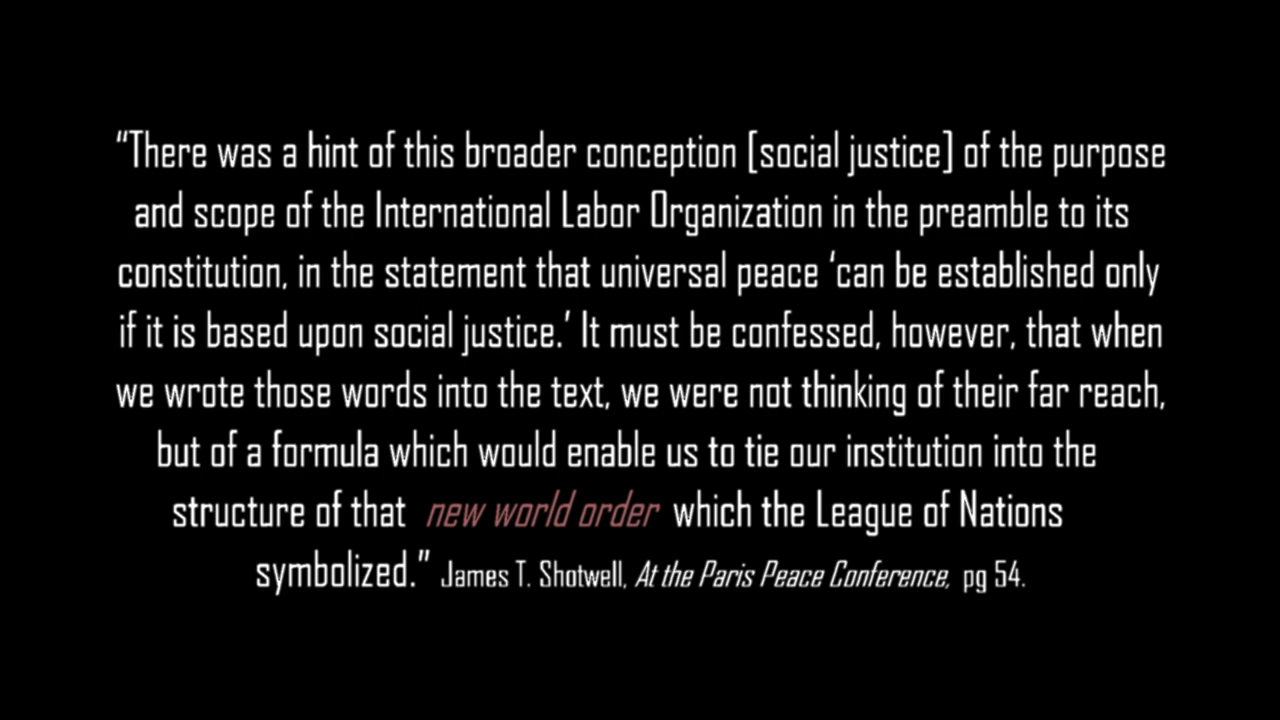 “There was a hint of this broader conception [social justice] of the purpose
and scope of the International Labor Organization in the preamble to its
constitution, in the statement that universal peace ‘can be established only
if it is based upon social justice.’ It must be confessed, however, that when
we wrote those words into the text, we were not thinking of their far reach,
but of a formula which would enable us to tie our institution into the
structure of that new world order which the League of Nations
symbolized.” James T. Shotwell, At the Paris Peace Conference, pg 54.